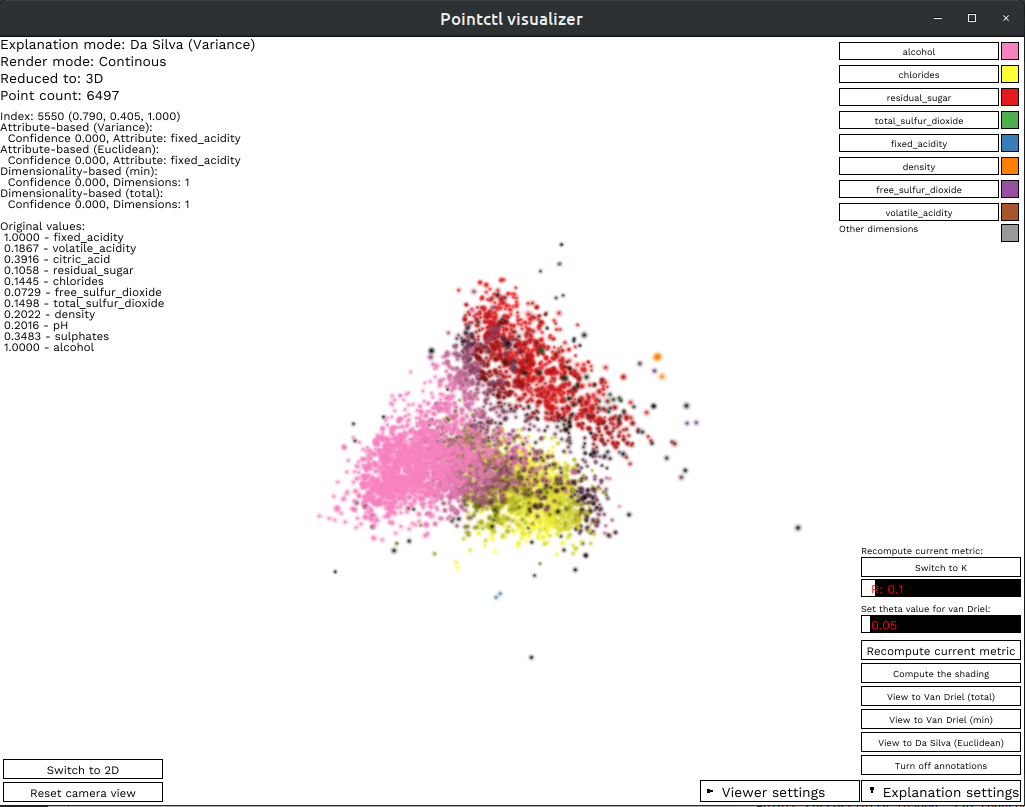 Pointctl visualizer
Explanation mode: Da Silva (Variance)
Render mode: Continous
Reduced to: 3D
Point count: 6497
Index: 5550 (0.790, 0.405, 1.000)
Attribute-based (Variance):
Confidence 0.000, Attribute: fixed_acidity
Attribute-based (Euclidean):
Confidence 0.000, Attribute: fixed_acidity
Dimensionality-based (min):
Confidence 0.000, Dimensions: 1
Dimensionality-based (total):
Confidence 0.000, Dimensions: 1
Original values:
1.0000 - fixed_acidity
0.1867 - volatile_acidity
0.3916 - citric_acid
0.1058 - residual_sugar
0.1445 - chlorides
0.0729 - free_sulfur_dioxide
0.1498 - total_sulfur_dioxide
0.2022 - density
0.2016 - pH
0.3483 - sulphates
1.0000 - alcohol
alcohol
chlorides
residual_sugar
total_sulfur_dioxide
fixed_acidity
density
free_sulfur_dioxide
volatile_acidity
Other dimensions
Recompute current metric:
Switch to K
R: 0.1
Set theta value for van Driel:
0.05
Recompute current metric
Compute the shading
View to Van Driel (total)
View to Van Driel (min)
View to Da Silva (Euclidean)
Turn off annotations
Switch to 2D
Reset camera view
Viewer settings
Explanation settings